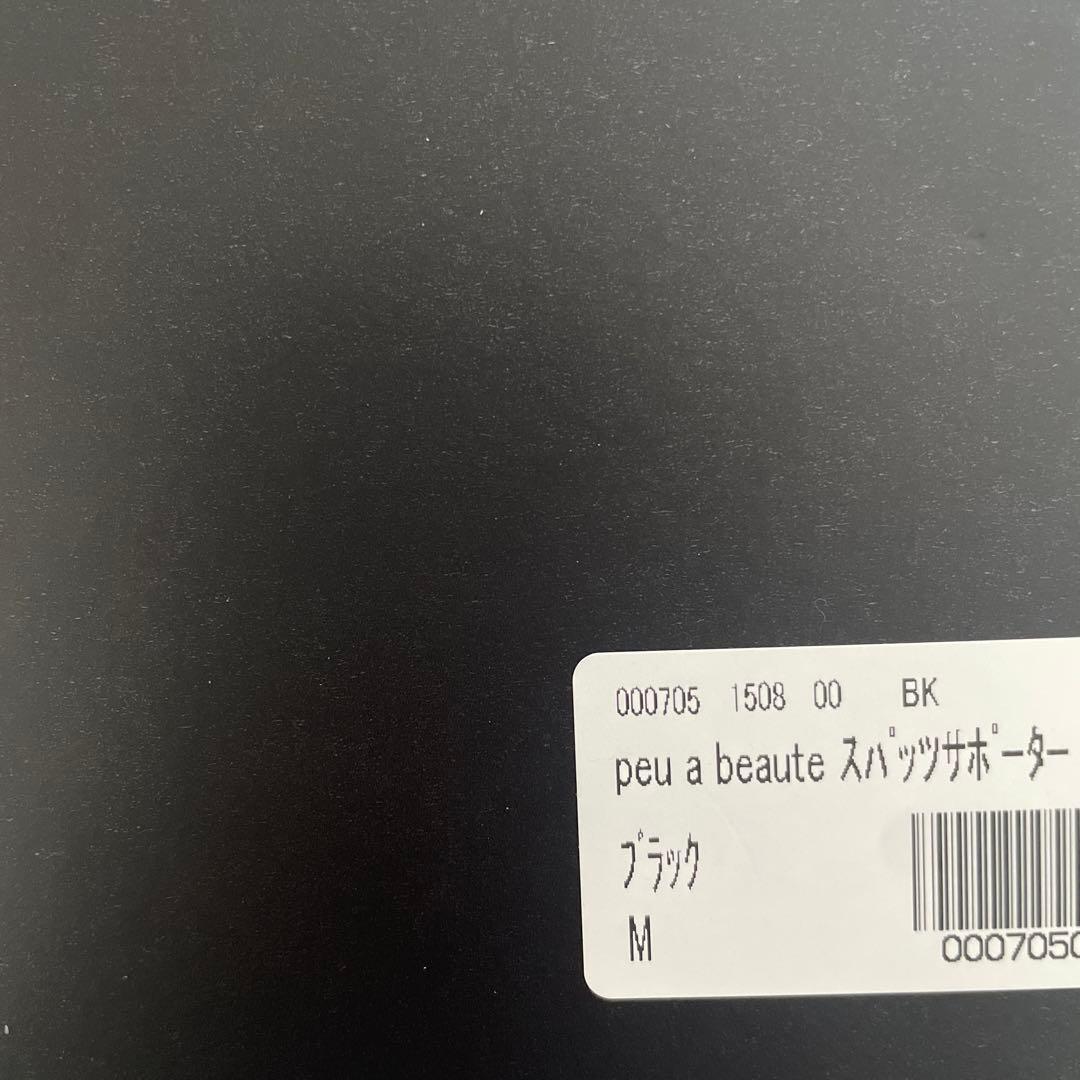 000705 1508 00 BK
peu a beaute ｽﾊﾟｯﾂｻﾎﾟｰﾀｰ
ﾌﾞﾗｯｸ
M
000705